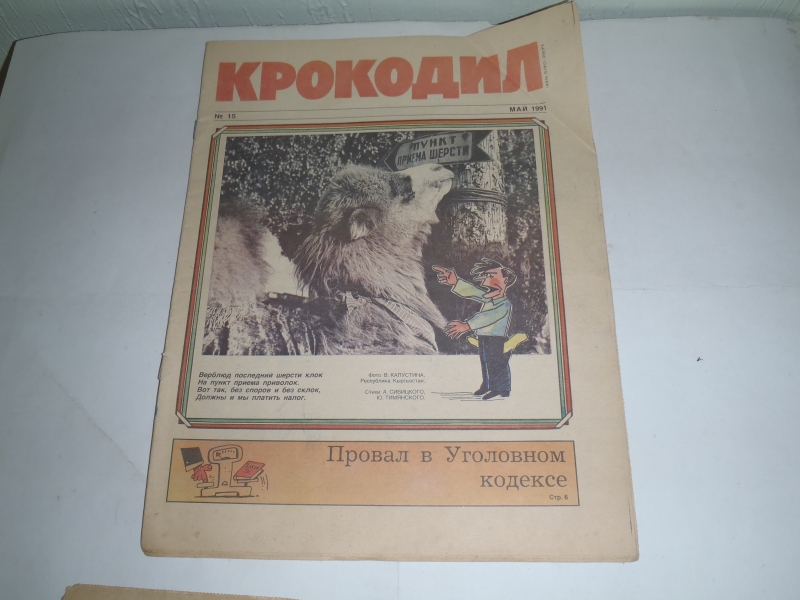 КРОКОДИЛ
№ 15
МАЙ 1991
ПУНКТ
ПРИЕМА ШЕРСТИ
Верблюд последний шерсти клок
На пункт приема приволок.
Вот так, без споров и без склок,
Должны и мы платить налог.
Фото В. КАПУСТИНА.
Республика Кыргызстан.
Стихи А. СИВИЦКОГО,
Ю. ТИМЯНСКОГО.
Провал в Уголовном
кодексе
Стр. 6